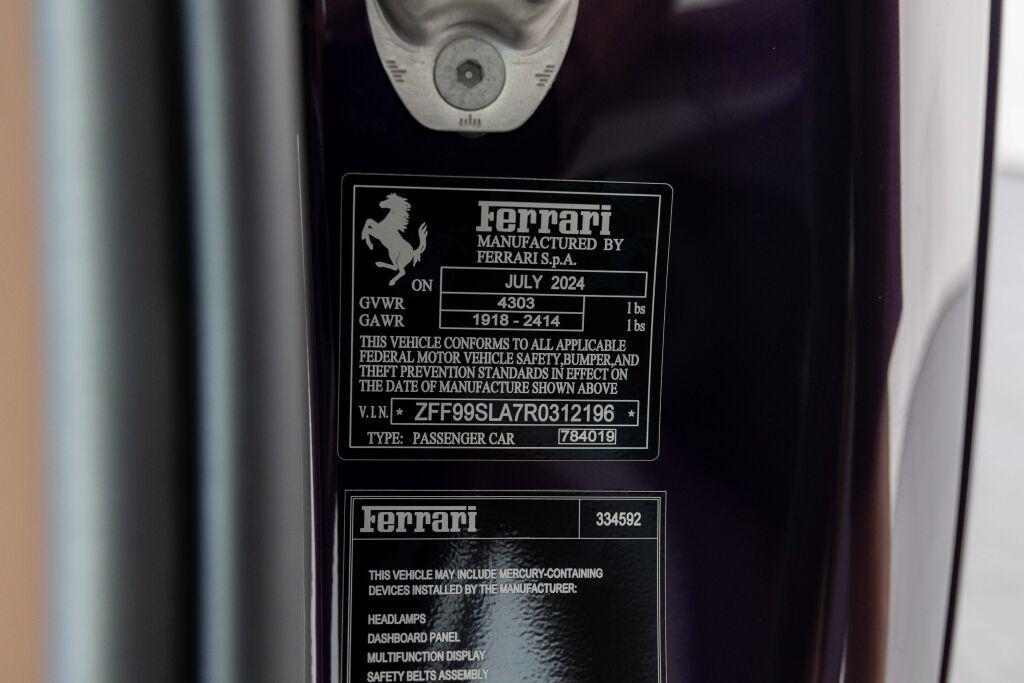 Ferrari
MANUFACTURED BY
FERRARI S.p.A.
ON JULY 2024
GVWR 4303 lbs
GAWR 1918 - 2414 lbs
THIS VEHICLE CONFORMS TO ALL APPLICABLE
FEDERAL MOTOR VEHICLE SAFETY,BUMPER,AND
THEFT PREVENTION STANDARDS IN EFFECT ON
THE DATE OF MANUFACTURE SHOWN ABOVE
V.I.N. * ZFF99SLA7R0312196 *
TYPE: PASSENGER CAR 784019
Ferrari 334592
THIS VEHICLE MAY INCLUDE MERCURY-CONTAINING
DEVICES INSTALLED BY THE MANUFACTURER:
HEADLAMPS
DASHBOARD PANEL
MULTIFUNCTION DISPLAY
SAFETY BELTS ASSEMBLY